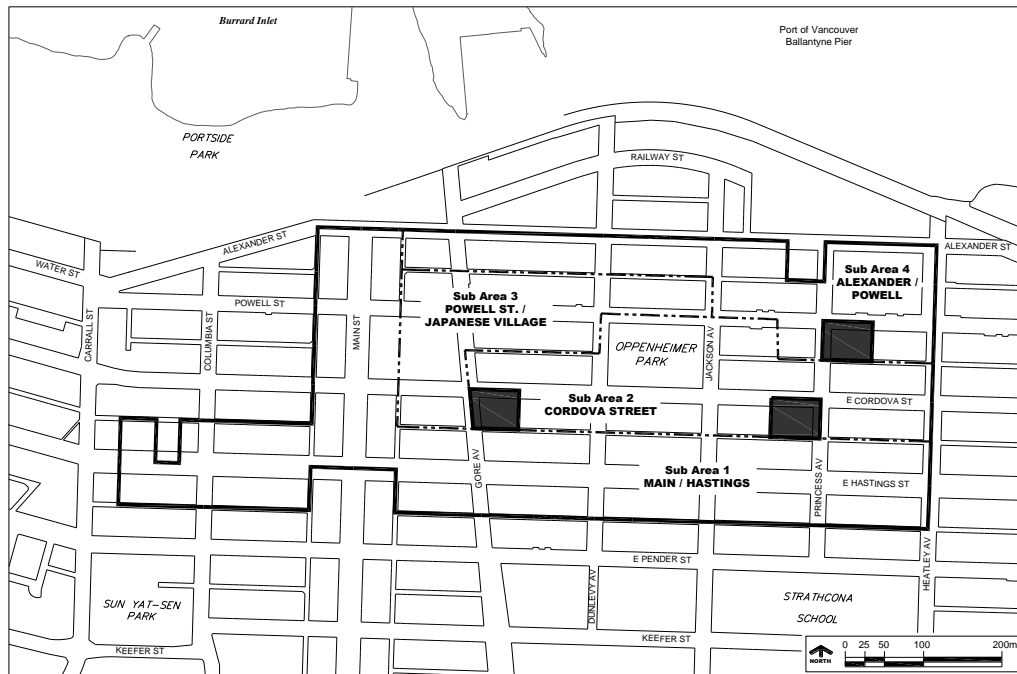 Burrard Inlet
Port of Vancouver
Ballantyne Pier
PORTSIDE
PARK
RAILWAY ST
ALEXANDER ST
ALEXANDER ST
WATER ST
Sub Area 4
ALEXANDER /
POWELL
POWELL ST
Sub Area 3
POWELL ST. /
JAPANESE VILLAGE
CARRALL ST
COLUMBIA ST
MAIN ST
OPPENHEIMER
PARK
JACKSON AV
Sub Area 2
CORDOVA STREET
E CORDOVA ST
Sub Area 1
MAIN / HASTINGS
GORE AV
PRINCESS AV
E HASTINGS ST
E PENDER ST
DUNLEVY AV
HEATLEY AV
SUN YAT-SEN
PARK
STRATHCONA
SCHOOL
KEEFER ST
KEEFER ST
NORTH
0 25 50 100 200m